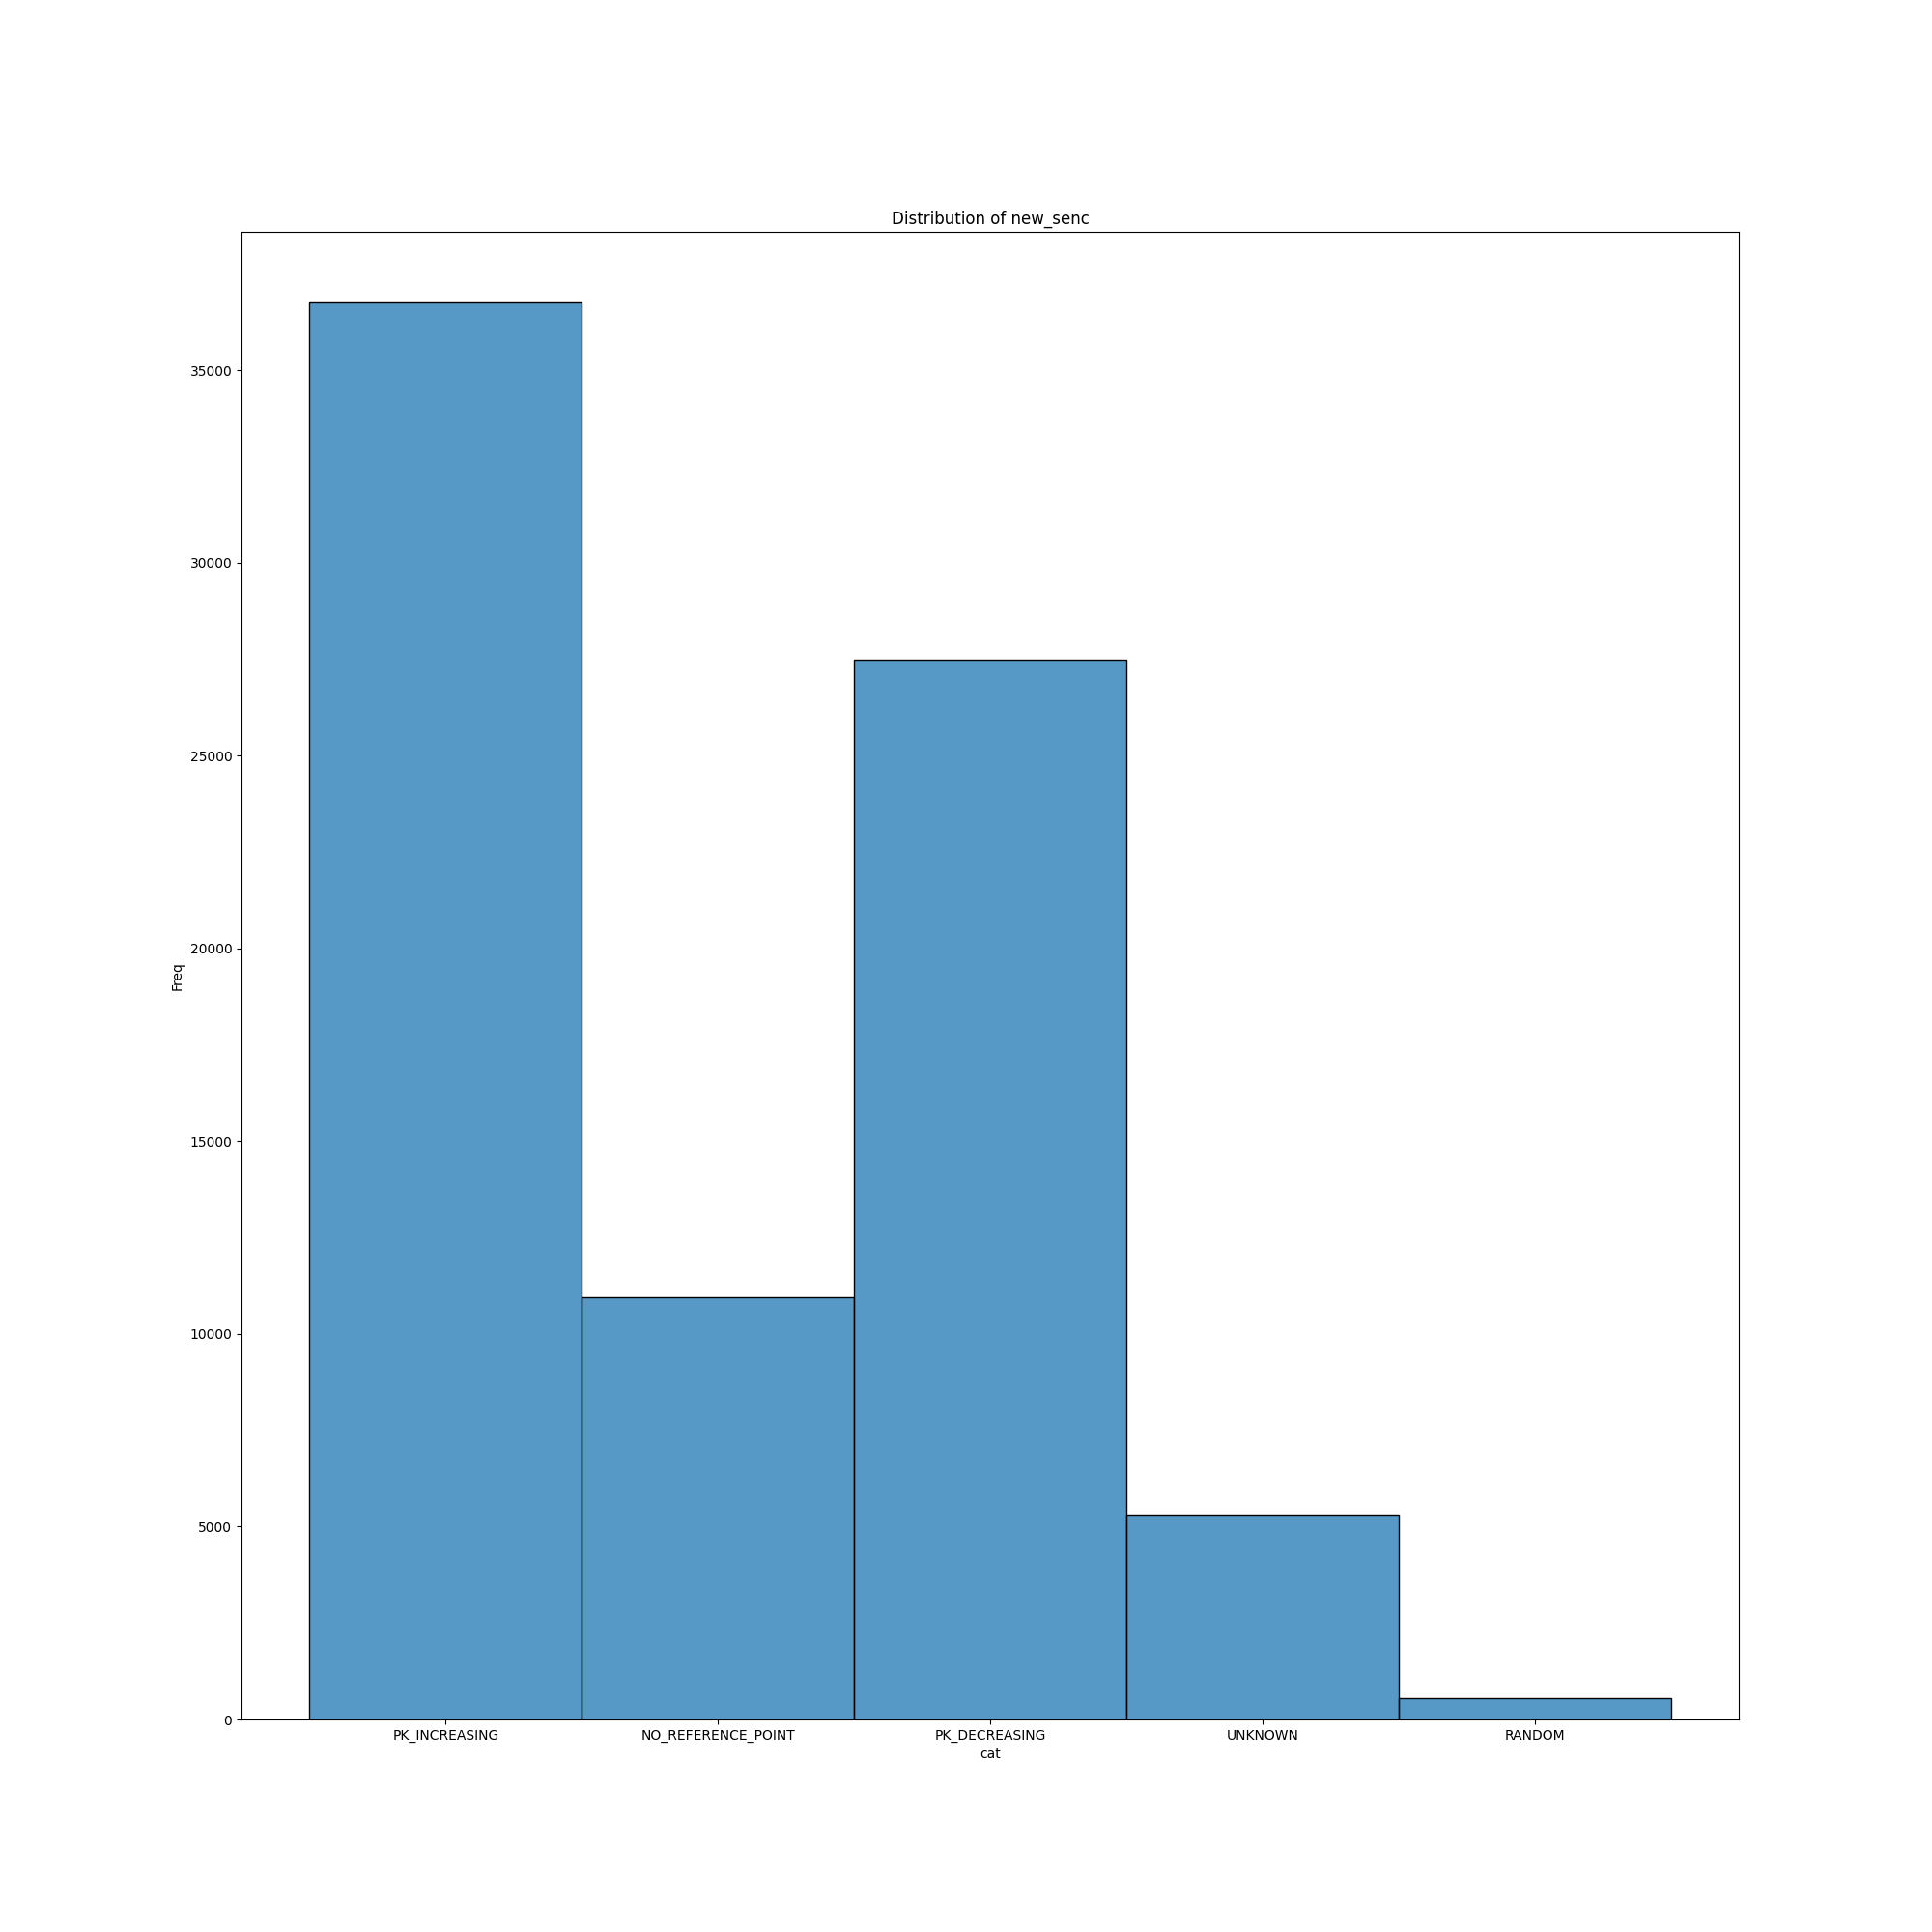 Distribution of new_senc
35000
30000
25000
20000
15000
10000
5000
0
Freq
PK_INCREASING NO_REFERENCE_POINT PK_DECREASING UNKNOWN RANDOM
cat